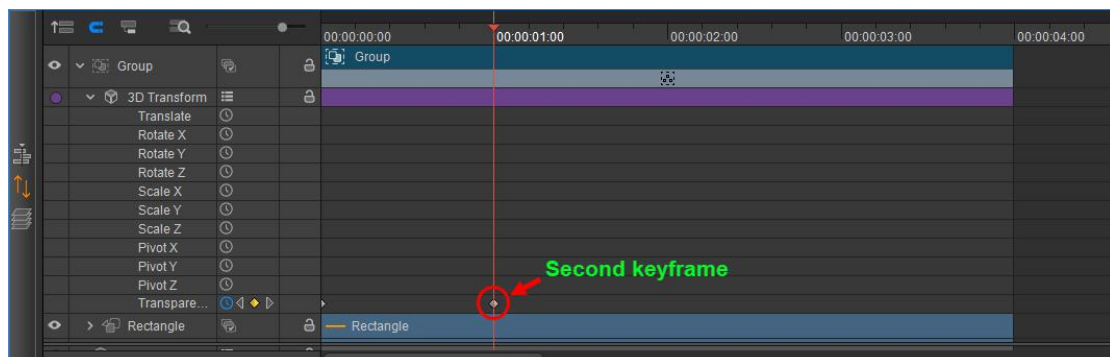 00:00:00:00 00:00:01:00 00:00:02:00 00:00:03:00 00:00:04:00
Group Group
3D Transform
Translate
Rotate X
Rotate Y
Rotate Z
Scale X
Scale Y
Scale Z
Pivot X
Pivot Y
Second keyframe
Pivot Z
Transpare...
Rectangle Rectangle